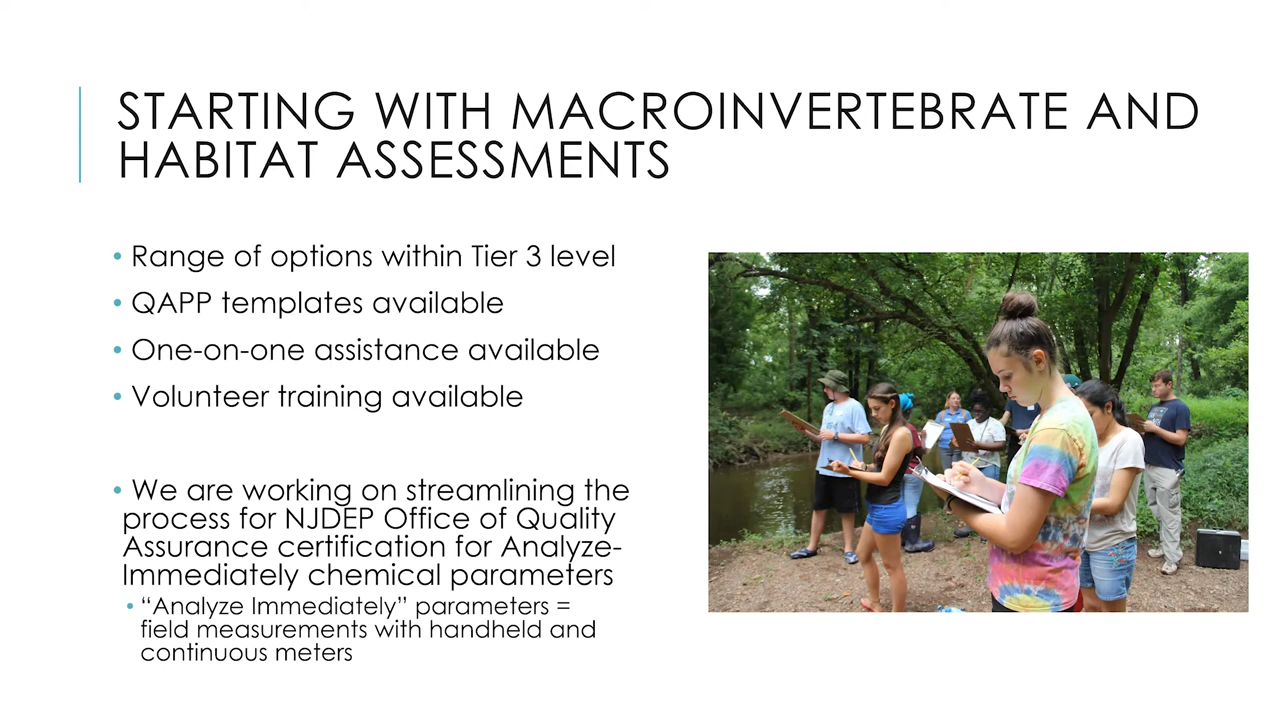 STARTING WITH MACROINVERTEBRATE AND
HABITAT ASSESSMENTS
• Range of options within Tier 3 level
• QAPP templates available
• One-on-one assistance available
• Volunteer training available
• We are working on streamlining the
process for NJDEP Office of Quality
Assurance certification for Analyze-
Immediately chemical parameters
• “Analyze Immediately” parameters =
field measurements with handheld and
continuous meters